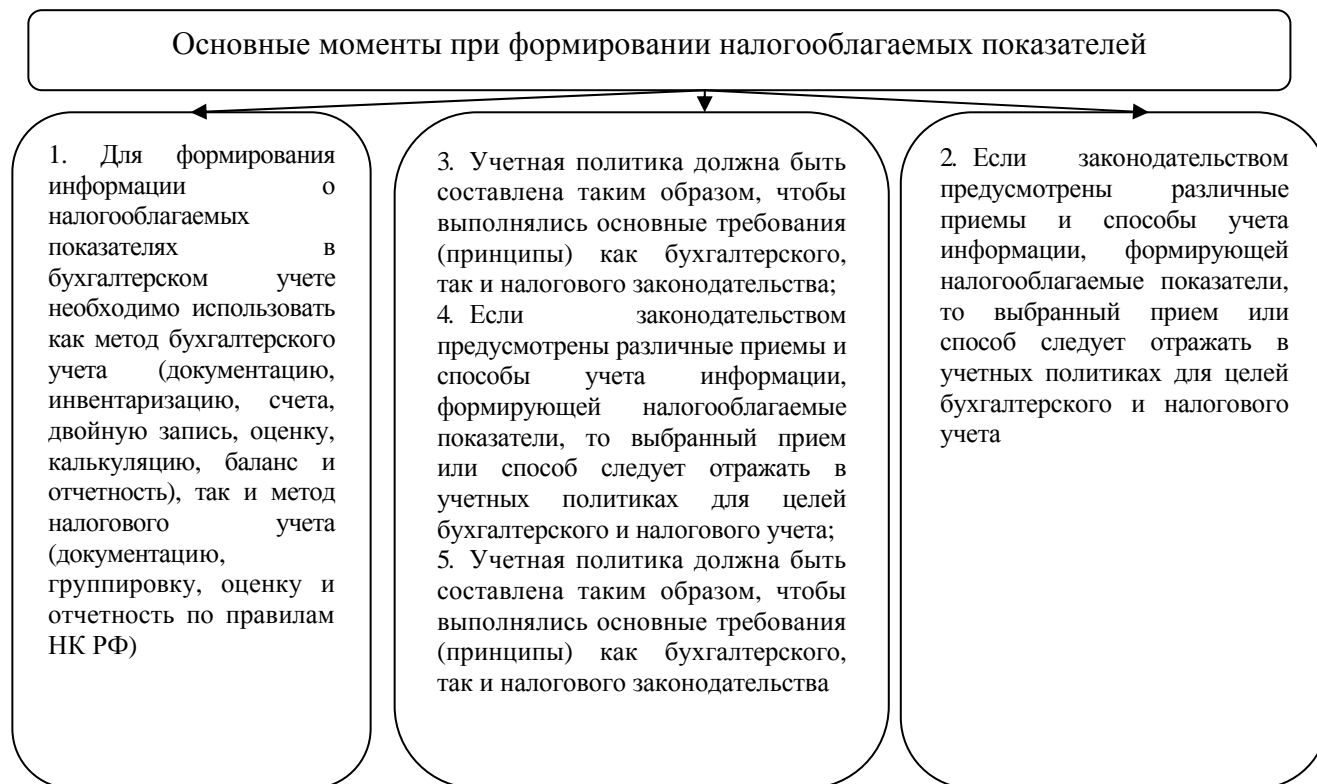 Основные моменты при формировании налогооблагаемых показателей
1. Для формирования
информации о
налогооблагаемых
показателях в
бухгалтерском учете
необходимо использовать
как метод бухгалтерского
учета (документацию,
инвентаризацию, счета,
двойную запись, оценку,
калькуляцию, баланс и
отчетность), так и метод
налогового учета
(документацию,
группировку, оценку и
отчетность по правилам
НК РФ)
3. Учетная политика должна быть
составлена таким образом, чтобы
выполнялись основные требования
(принципы) как бухгалтерского,
так и налогового законодательства;
4. Если законодательством
предусмотрены различные приемы и
способы учета информации,
формирующей налогооблагаемые
показатели, то выбранный прием
или способ следует отражать в
учетных политиках для целей
бухгалтерского и налогового учета;
5. Учетная политика должна быть
составлена таким образом, чтобы
выполнялись основные требования
(принципы) как бухгалтерского,
так и налогового законодательства
2. Если законодательством
предусмотрены различные
приемы и способы учета
информации, формирующей
налогооблагаемые показатели,
то выбранный прием или
способ следует отражать в
учетных политиках для целей
бухгалтерского и налогового
учета